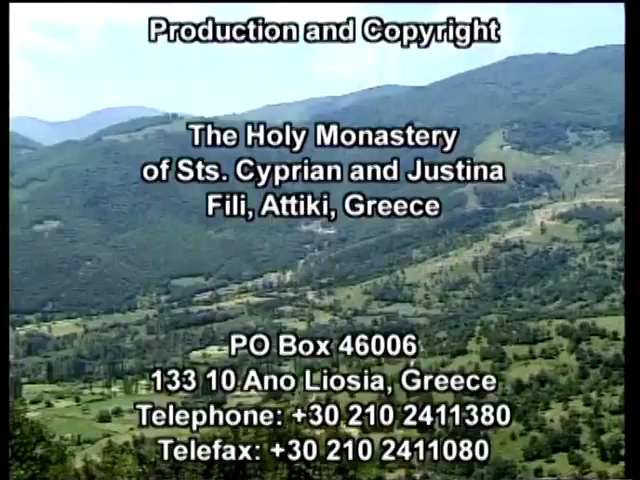 Production and Copyright
The Holy Monastery
of Sts. Cyprian and Justina
Fili, Attiki, Greece
PO Box 46006
133 10 Ano Liosia, Greece
Telephone: +30 210 2411380
Telefax: +30 210 2411080